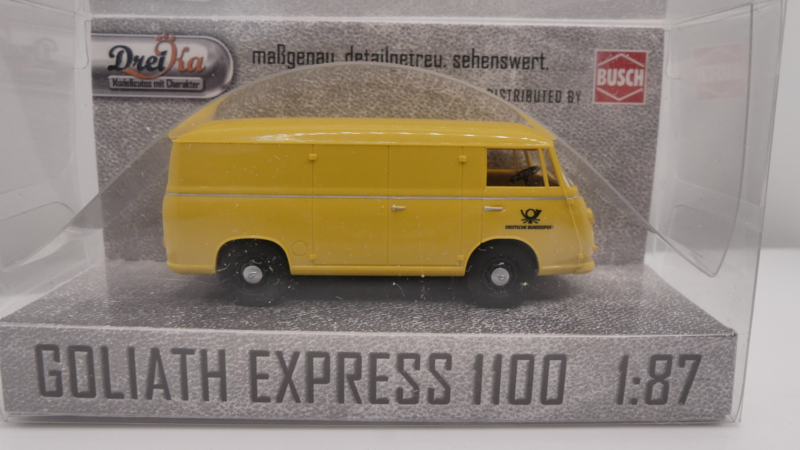 DreiKa
Modellautos mit Charakter
maßgenau. detailgetreu. sehenswert.
DISTRIBUTED BY
BUSCH
DEUTSCHE BUNDESPOST
GOLIATH EXPRESS 1100 1:87